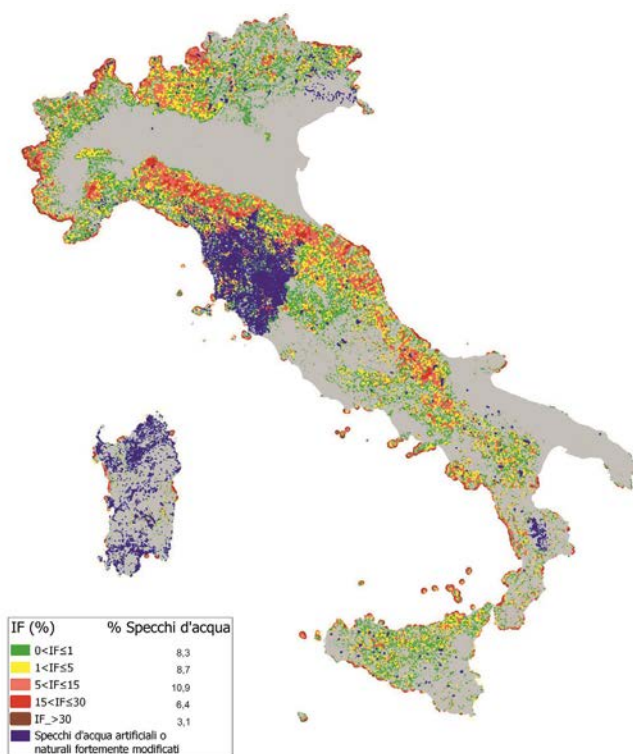 IF (%) % Specchi d'acqua
0<IF≤1 8,3
1<IF≤5 8,7
5<IF≤15 10,9
15<IF≤30 6,4
IF_>30 3,1
Specchi d'acqua artificiali o
naturali fortemente modificati